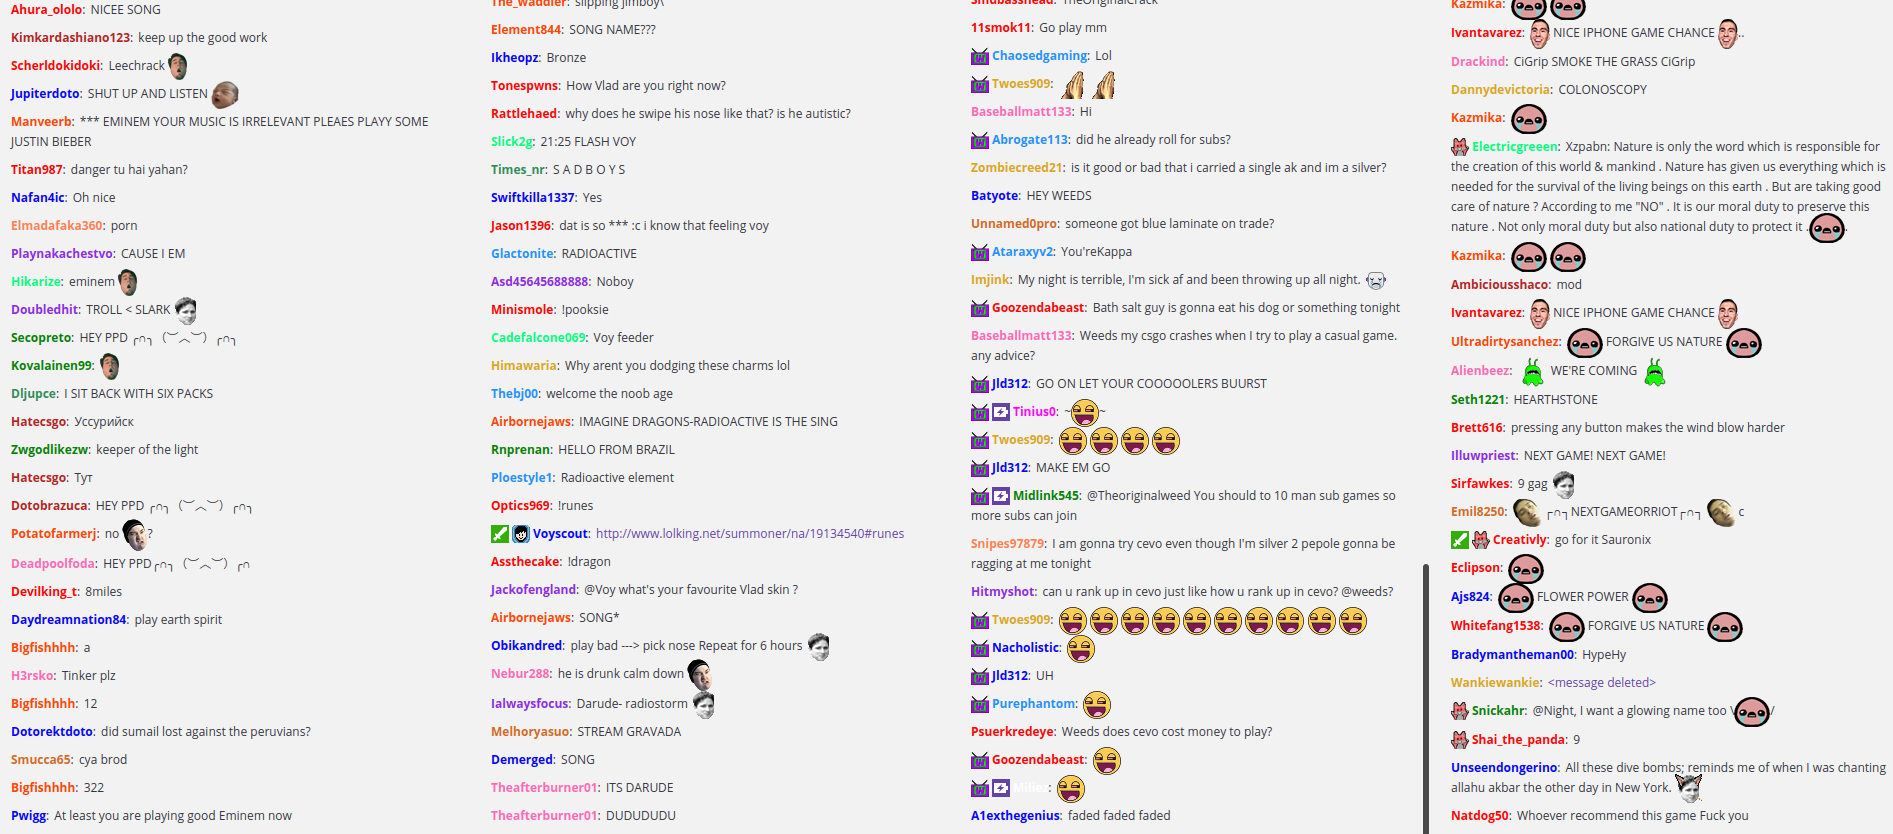 Ahura_ololo: NICEE SONG
Kimkardashiano123: keep up the good work
Scherldokidoki: Leechrack
Jupiterdoto: SHUT UP AND LISTEN
Manveerb: *** EMINEM YOUR MUSIC IS IRRELEVANT PLEAES PLAYY SOME
JUSTIN BIEBER
Titan987: danger tu hai yahan?
Nafan4ic: Oh nice
Elmadafaka360: porn
Playnakachestvo: CAUSE I EM
Hikarize: eminem
Doubledhit: TROLL < SLARK
Secopreto: HEY PPD ╭∩╮（︶︿︶）╭∩╮
Kovalainen99:
Dljupce: I SIT BACK WITH SIX PACKS
Hatecsgo: Уссурийск
Zwgodlikezw: keeper of the light
Hatecsgo: Тут
Dotobrazuca: HEY PPD ╭∩╮（︶︿︶）╭∩╮
Potatofarmerj: no ?
Deadpoolfoda: HEY PPD╭∩╮（︶︿︶）╭∩
Devilking_t: 8miles
Daydreamnation84: play earth spirit
Bigfishhhh: a
H3rsko: Tinker plz
Bigfishhhh: 12
Dotorektdoto: did sumail lost against the peruvians?
Smucca65: cya brod
Bigfishhhh: 322
Pwigg: At least you are playing good Eminem now
The_waddler: slipping jimboy\
Element844: SONG NAME???
Ikheopz: Bronze
Tonespwns: How Vlad are you right now?
Rattlehaed: why does he swipe his nose like that? is he autistic?
Slick2g: 21:25 FLASH VOY
Times_nr: S A D B O Y S
Swiftkilla1337: Yes
Jason1396: dat is so *** :c i know that feeling voy
Glactonite: RADIOACTIVE
Asd45645688888: Noboy
Minismole: !pooksie
Cadefalcone069: Voy feeder
Himawaria: Why arent you dodging these charms lol
Thebj00: welcome the noob age
Airbornejaws: IMAGINE DRAGONS-RADIOACTIVE IS THE SING
Rnprenan: HELLO FROM BRAZIL
Ploestyle1: Radioactive element
Optics969: !runes
Voyscout: http://www.lolking.net/summoner/na/19134540#runes
Assthecake: !dragon
Jackofengland: @Voy what's your favourite Vlad skin ?
Airbornejaws: SONG*
Obikandred: play bad ---> pick nose Repeat for 6 hours
Nebur288: he is drunk calm down
Ialwaysfocus: Darude- radiostorm
Melhoryasuo: STREAM GRAVADA
Demerged: SONG
Theafterburner01: ITS DARUDE
Theafterburner01: DUDUDUDU
Smdbasshead: TheOriginalCrack
11smok11: Go play mm
Chaosedgaming: Lol
Twoes909:
Baseballmatt133: Hi
Abrogate113: did he already roll for subs?
Zombiecreed21: is it good or bad that i carried a single ak and im a silver?
Batyote: HEY WEEDS
Unnamed0pro: someone got blue laminate on trade?
Ataraxyv2: You'reKappa
Imjink: My night is terrible, I'm sick af and been throwing up all night.
Goozendabeast: Bath salt guy is gonna eat his dog or something tonight
Baseballmatt133: Weeds my csgo crashes when I try to play a casual game.
any advice?
Jld312: GO ON LET YOUR COOOOOLERS BUURST
Tinius0: ~ ~
Twoes909:
Jld312: MAKE EM GO
Midlink545: @Theoriginalweed You should to 10 man sub games so
more subs can join
Snipes97879: I am gonna try cevo even though I'm silver 2 pepole gonna be
ragging at me tonight
Hitmyshot: can u rank up in cevo just like how u rank up in cevo? @weeds?
Twoes909:
Nacholistic:
Jld312: UH
Purephantom:
Psuerkredeye: Weeds does cevo cost money to play?
Goozendabeast:
:
A1exthegenius: faded faded faded
Kazmika:
Ivantavarez: NICE IPHONE GAME CHANCE ..
Drackind: CiGrip SMOKE THE GRASS CiGrip
Dannydevictoria: COLONOSCOPY
Kazmika:
Electricgreeen: Xzpabn: Nature is only the word which is responsible for
the creation of this world & mankind . Nature has given us everything which is
needed for the survival of the living beings on this earth . But are taking good
care of nature ? According to me "NO" . It is our moral duty to preserve this
nature . Not only moral duty but also national duty to protect it . .
Kazmika:
Ambiciousshaco: mod
Ivantavarez: NICE IPHONE GAME CHANCE
Ultradirtysanchez: FORGIVE US NATURE
Alienbeez: WE'RE COMING
Seth1221: HEARTHSTONE
Brett616: pressing any button makes the wind blow harder
Illuwpriest: NEXT GAME! NEXT GAME!
Sirfawkes: 9 gag
Emil8250: ╭∩╮NEXTGAMEORRIOT╭∩╮ c
Creativly: go for it Sauronix
Eclipson:
Ajs824: FLOWER POWER
Whitefang1538: FORGIVE US NATURE
Bradymantheman00: HypeHy
Wankiewankie: <message deleted>
Snickahr: @Night, I want a glowing name too \ /
Shai_the_panda: 9
Unseendongerino: All these dive bombs; reminds me of when I was chanting
allahu akbar the other day in New York.
Natdog50: Whoever recommend this game Fuck you